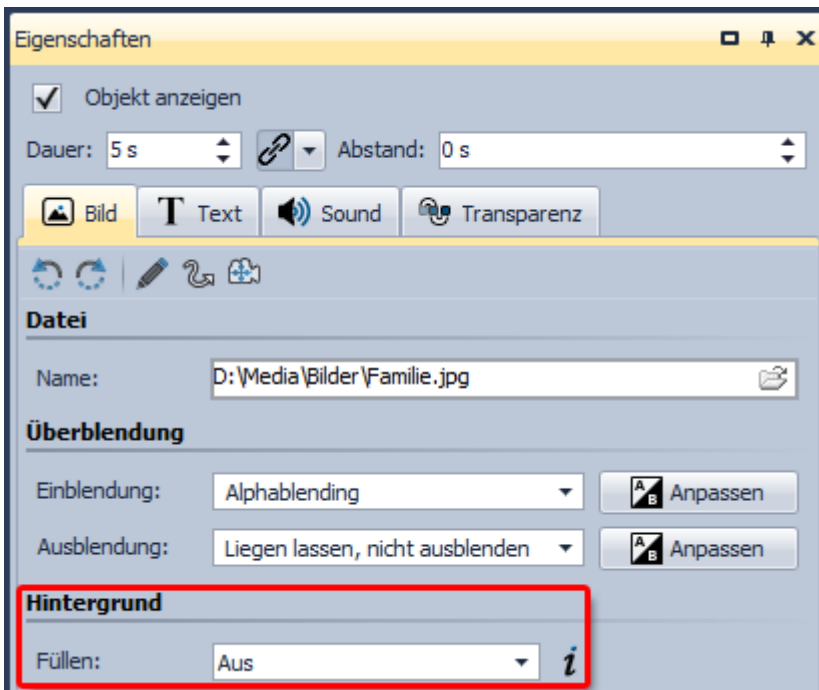 Eigenschaften
Objekt anzeigen
Dauer: 5 s Abstand: 0 s
Bild T Text Sound Transparenz
Datei
Name: D:\Media\Bilder\Familie.jpg
Überblendung
Einblendung: Alphablending A B Anpassen
Ausblendung: Liegen lassen, nicht ausblenden A B Anpassen
Hintergrund
Füllen: Aus i